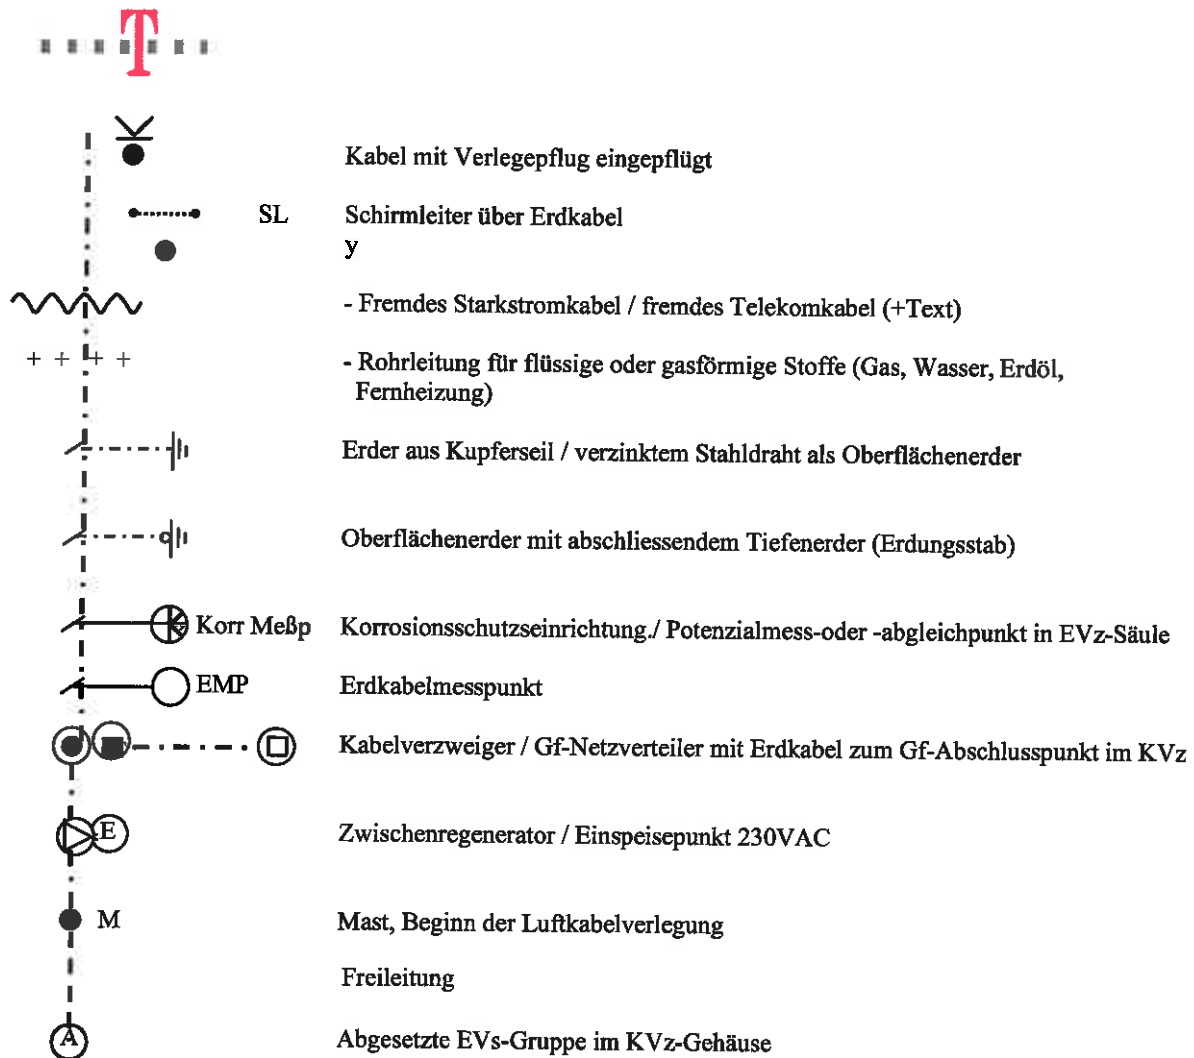 T
Kabel mit Verlegepflug eingepflügt
SL Schirmleiter über Erdkabel
y
- Fremdes Starkstromkabel / fremdes Telekomkabel (+Text)
+ + + + - Rohrleitung für flüssige oder gasförmige Stoffe (Gas, Wasser, Erdöl,
Fernheizung)
Erder aus Kupferseil / verzinktem Stahldraht als Oberflächenerder
Oberflächenerder mit abschliessendem Tiefenerder (Erdungsstab)
K Korr Meßp Korrosionsschutzseinrichtung./ Potenzialmess-oder -abgleichpunkt in EVz-Säule
EMP Erdkabelmesspunkt
Kabelverzweiger / Gf-Netzverteiler mit Erdkabel zum Gf-Abschlusspunkt im KVz
E Zwischenregenerator / Einspeisepunkt 230VAC
M Mast, Beginn der Luftkabelverlegung
Freileitung
A Abgesetzte EVs-Gruppe im KVz-Gehäuse